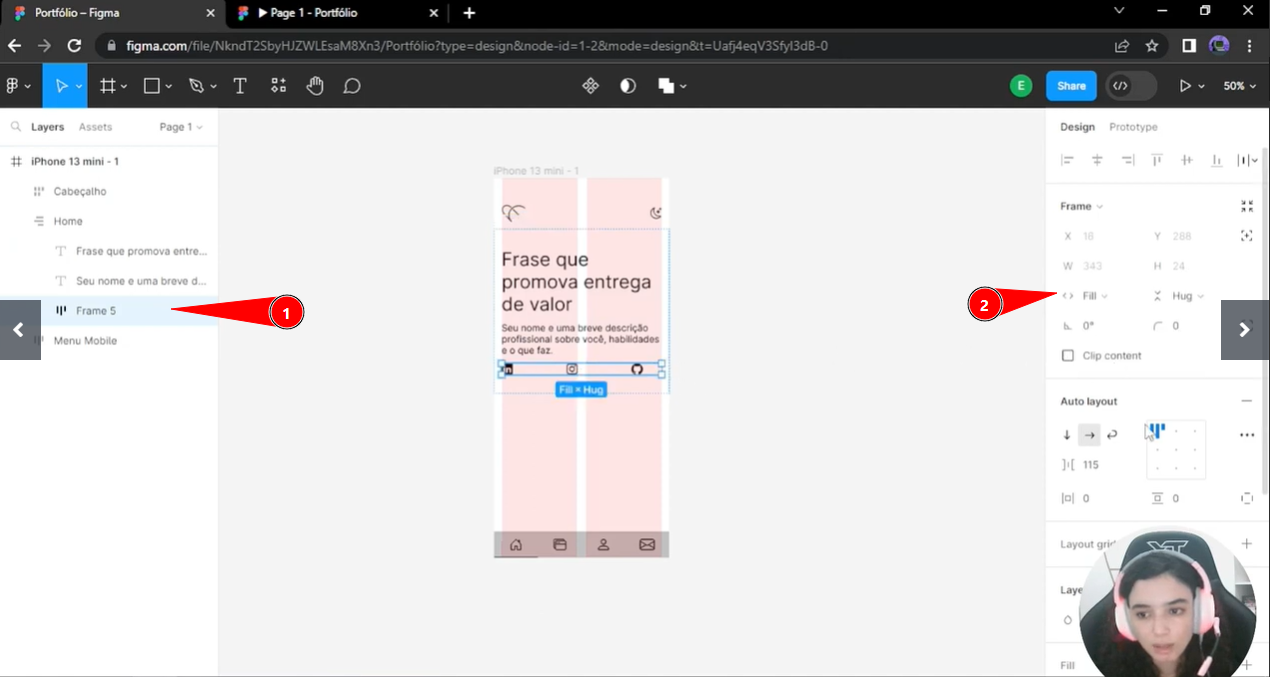 Portfólio – Figma
Page 1 - Portfólio
figma.com/file/NkndT2SbyHJZWLEsaM8Xn3/Portfólio?type=design&node-id=1-2&mode=design&t=Uafj4eqV3SfyI3dB-0
E
Share
50%
Layers
Assets
Page 1
iPhone 13 mini - 1
Cabeçalho
Home
Frase que promova entre...
Seu nome e uma breve d...
Frame 5
Menu Mobile
1
iPhone 13 mini - 1
Frase que
promova entrega
de valor
Seu nome e uma breve descrição
profissional sobre você, habilidades
e o que faz.
Fill × Hug
2
Design
Prototype
Frame
X 16
Y 288
W 343
H 24
Fill
Hug
0°
0
Clip content
Auto layout
115
0
0
Layout grid
Laye
Fill